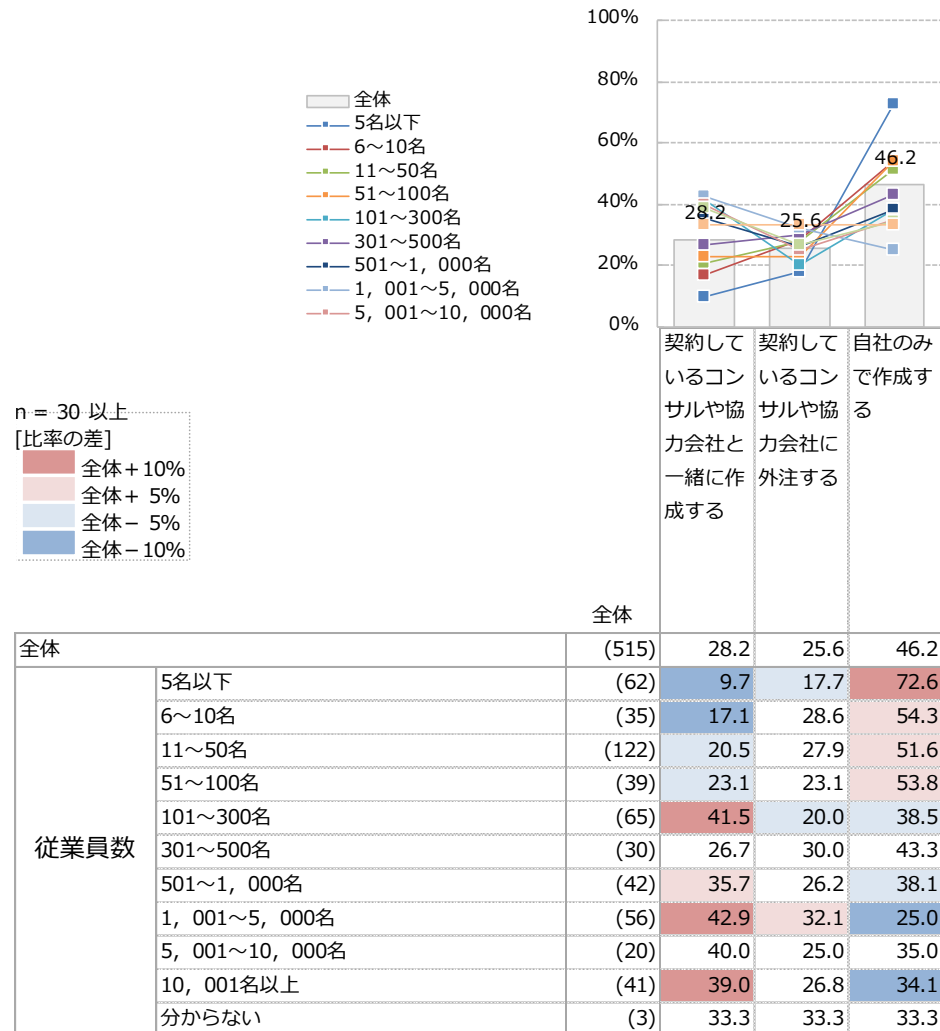 100%
80%
60%
40%
20%
0%
全体
5名以下
6～10名
11～50名
51～100名
101～300名
301～500名
501～1，000名
1，001～5，000名
5，001～10，000名
28.2
25.6
46.2
契約して
いるコン
サルや協
力会社と
一緒に作
成する
契約して
いるコン
サルや協
力会社に
外注する
自社のみ
で作成す
る
n = 30 以上
[比率の差]
全体＋10%
全体＋ 5%
全体－ 5%
全体－10%
全体
全体 (515) 28.2 25.6 46.2
従業員数
5名以下 (62) 9.7 17.7 72.6
6～10名 (35) 17.1 28.6 54.3
11～50名 (122) 20.5 27.9 51.6
51～100名 (39) 23.1 23.1 53.8
101～300名 (65) 41.5 20.0 38.5
301～500名 (30) 26.7 30.0 43.3
501～1，000名 (42) 35.7 26.2 38.1
1，001～5，000名 (56) 42.9 32.1 25.0
5，001～10，000名 (20) 40.0 25.0 35.0
10，001名以上 (41) 39.0 26.8 34.1
分からない (3) 33.3 33.3 33.3